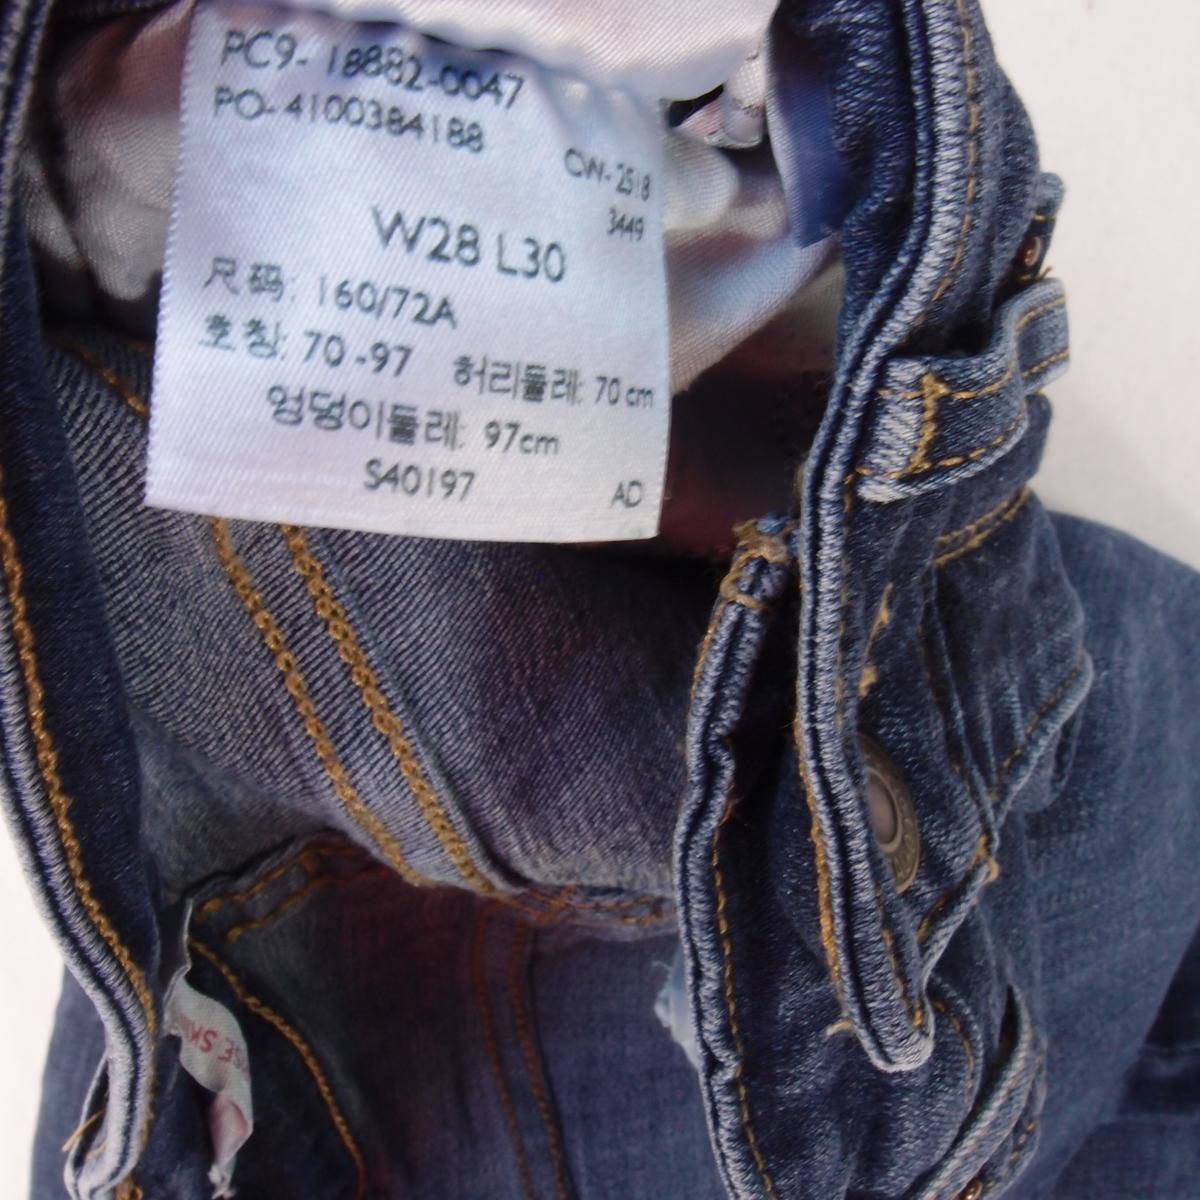 PC9- 18882-0047
PO-4100384188
CW-2518
3449
W28 L30
尺码: 160/72A
호칭: 70 -97 허리둘레: 70 cm
엉덩이둘레: 97cm
S40197 AD